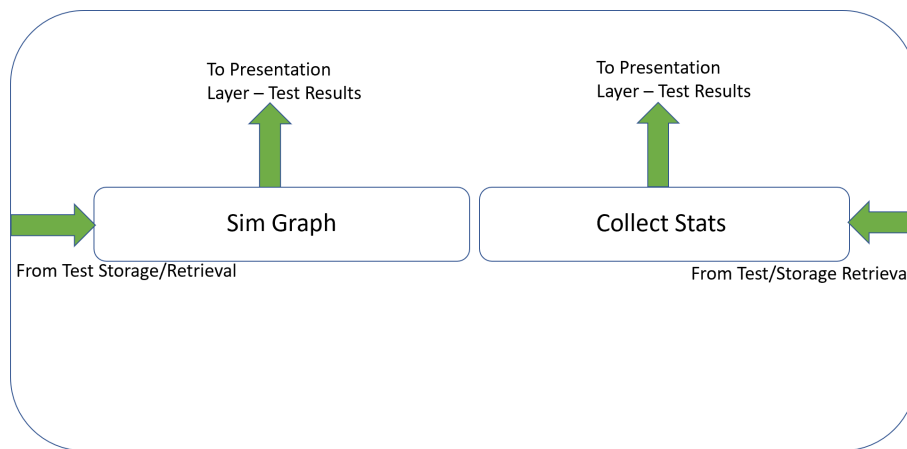 To Presentation
Layer – Test Results
To Presentation
Layer – Test Results
Sim Graph
Collect Stats
From Test Storage/Retrieval
From Test/Storage Retrieval